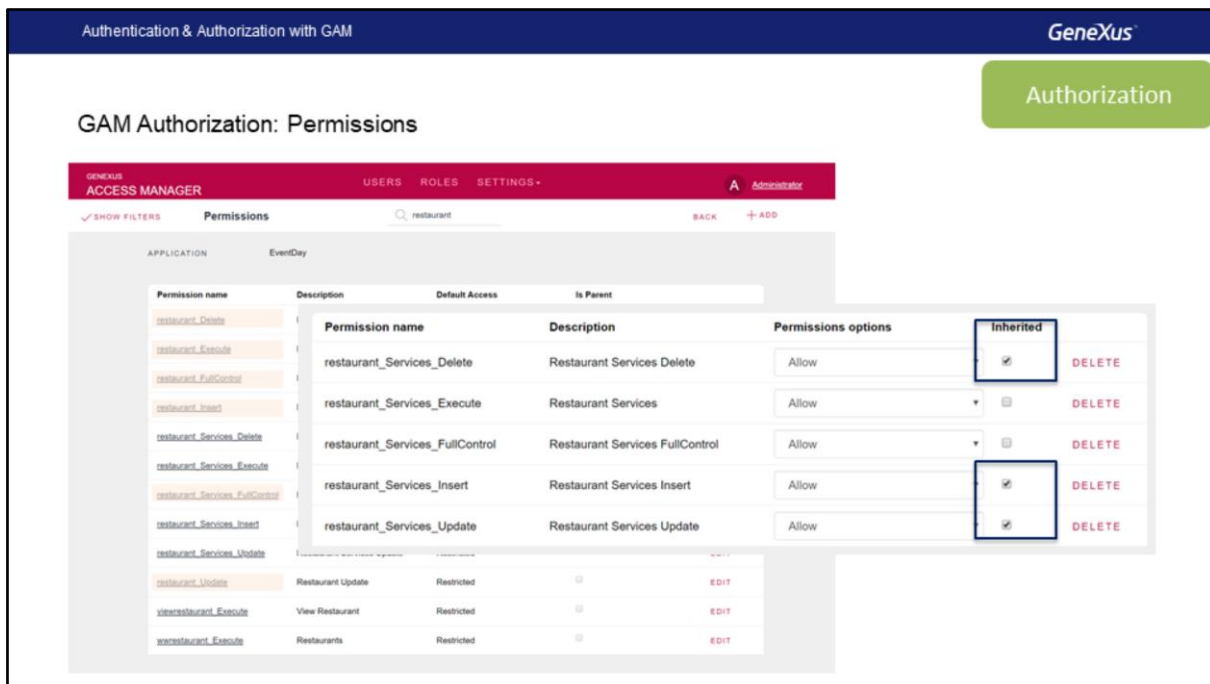 Authentication & Authorization with GAM
GeneXus™
Authorization
GAM Authorization: Permissions
GENEXUS
ACCESS MANAGER
USERS ROLES SETTINGS
A Administrator
SHOW FILTERS Permissions restaurant BACK + ADD
APPLICATION EventDay
Permission name Description Default Access Is Parent
restaurant_Delete
restaurant_Execute
restaurant_FullControl
restaurant_Insert
restaurant_Services_Delete
restaurant_Services_Execute
restaurant_Services_FullControl
restaurant_Services_Insert
restaurant_Services_Update
restaurant_Update Restaurant Update Restricted EDIT
viewrestaurant_Execute View Restaurant Restricted EDIT
wwrestaurant_Execute Restaurants Restricted EDIT
Permission name Description Permissions options Inherited
restaurant_Services_Delete Restaurant Services Delete Allow DELETE
restaurant_Services_Execute Restaurant Services Allow DELETE
restaurant_Services_FullControl Restaurant Services FullControl Allow DELETE
restaurant_Services_Insert Restaurant Services Insert Allow DELETE
restaurant_Services_Update Restaurant Services Update Allow DELETE